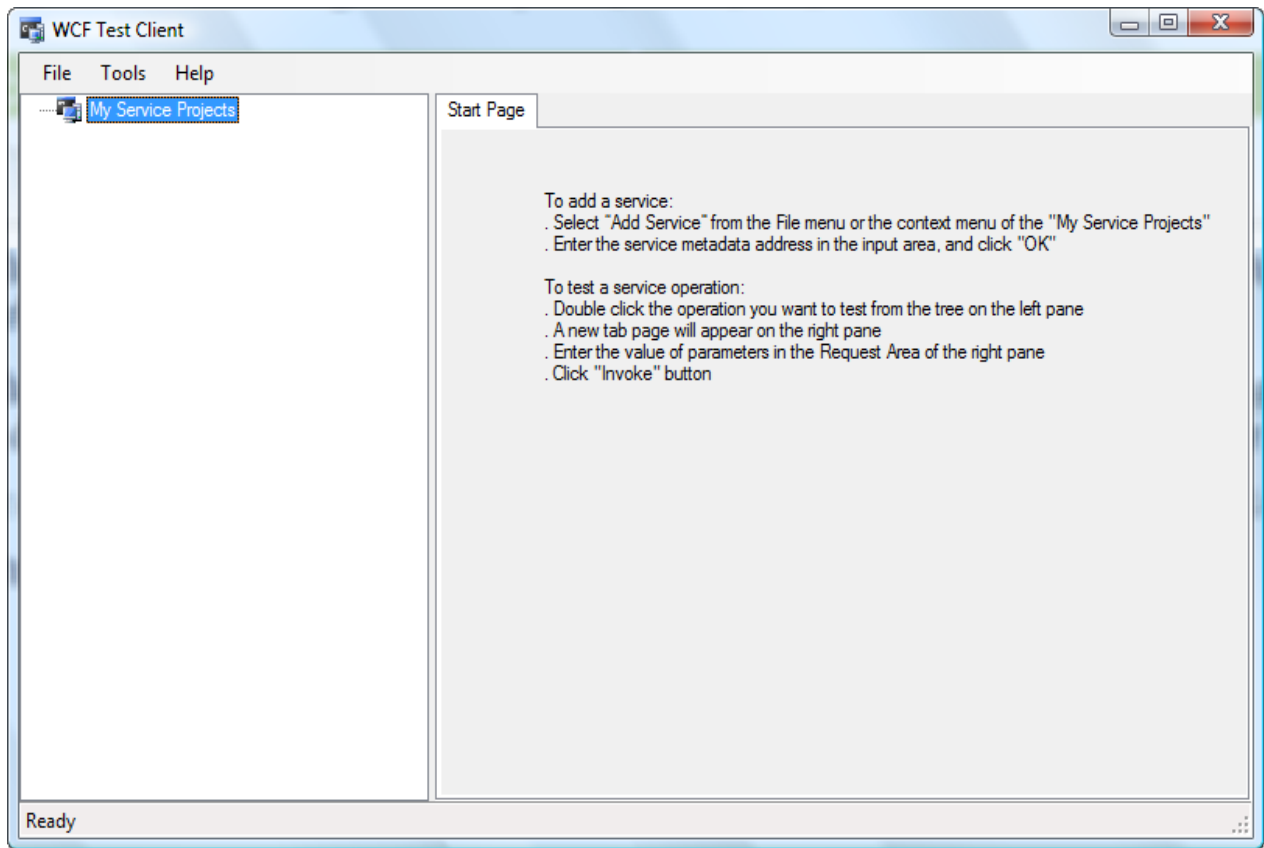 WCF Test Client
File Tools Help
My Service Projects
Start Page
To add a service:
. Select "Add Service" from the File menu or the context menu of the "My Service Projects"
. Enter the service metadata address in the input area, and click "OK"
To test a service operation:
. Double click the operation you want to test from the tree on the left pane
. A new tab page will appear on the right pane
. Enter the value of parameters in the Request Area of the right pane
. Click "Invoke" button
Ready